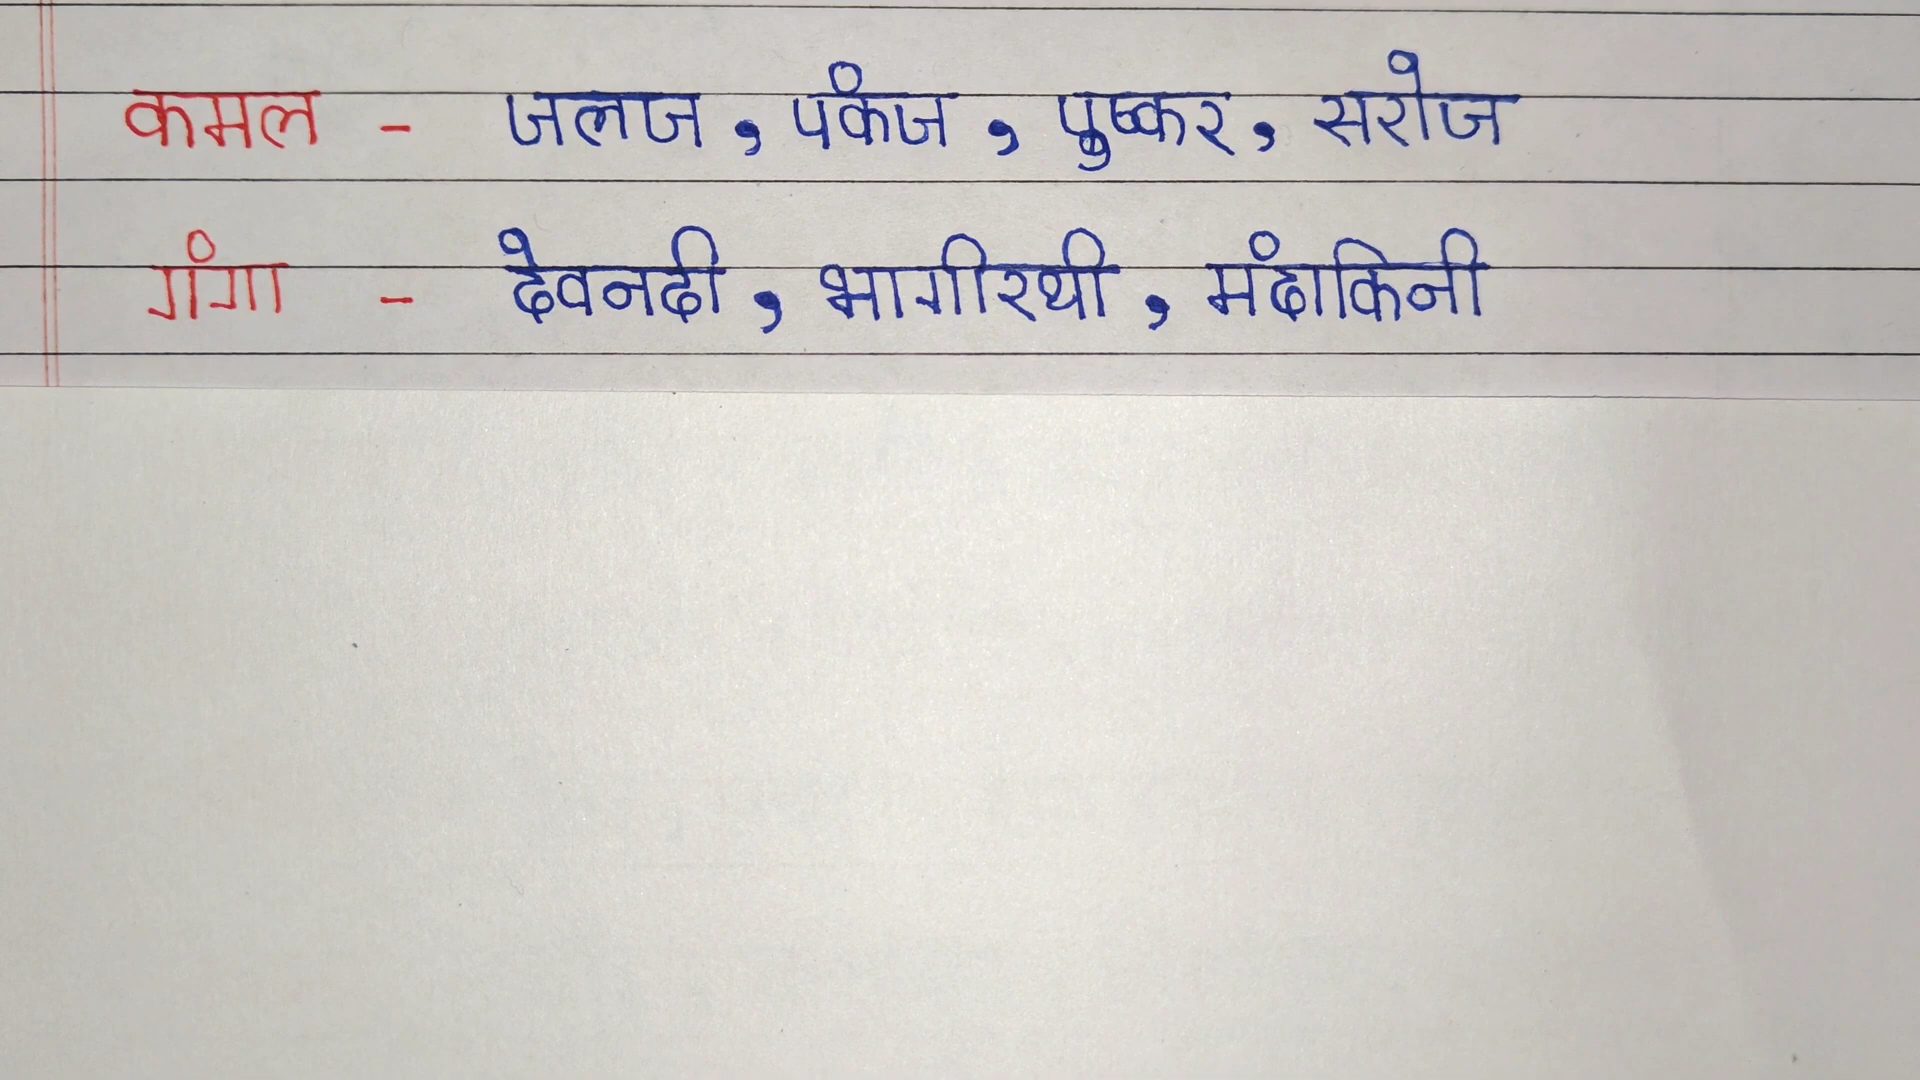 कमल - जलज, पंकज, पुष्कर, सरोज
गंगा - देवनदी, भागीरथी, मंदाकिनी